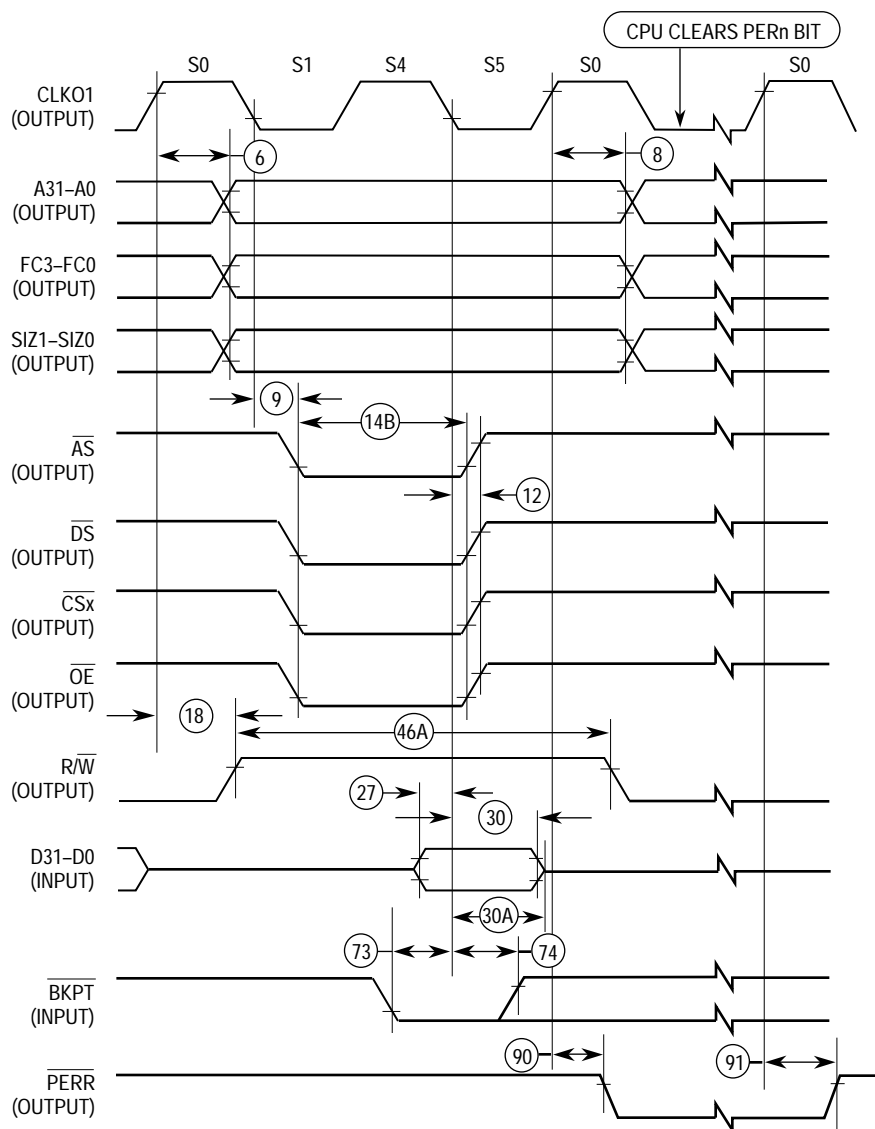 CPU CLEARS PERn BIT
S0 S1 S4 S5 S0 S0
CLKO1
(OUTPUT)
6 8
A31–A0
(OUTPUT)
FC3–FC0
(OUTPUT)
SIZ1–SIZ0
(OUTPUT)
9
14B
AS
(OUTPUT)
12
DS
(OUTPUT)
CSx
(OUTPUT)
OE
(OUTPUT)
18
46A
R/W
(OUTPUT)
27 30
D31–D0
(INPUT)
30A
73 74
BKPT
(INPUT)
90 91
PERR
(OUTPUT)